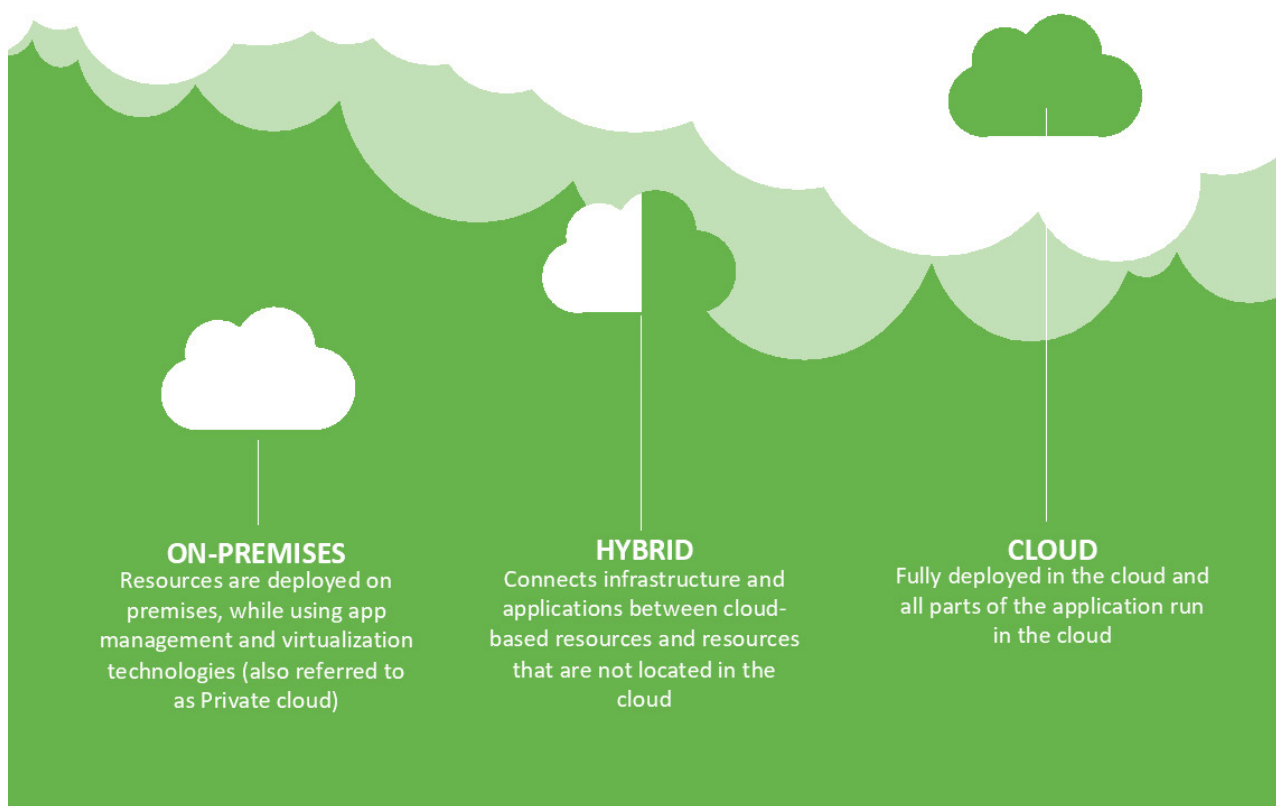 ON-PREMISES
Resources are deployed on
premises, while using app
management and virtualization
technologies (also referred to
as Private cloud)
HYBRID
Connects infrastructure and
applications between cloud-
based resources and resources
that are not located in the
cloud
CLOUD
Fully deployed in the cloud and
all parts of the application run
in the cloud